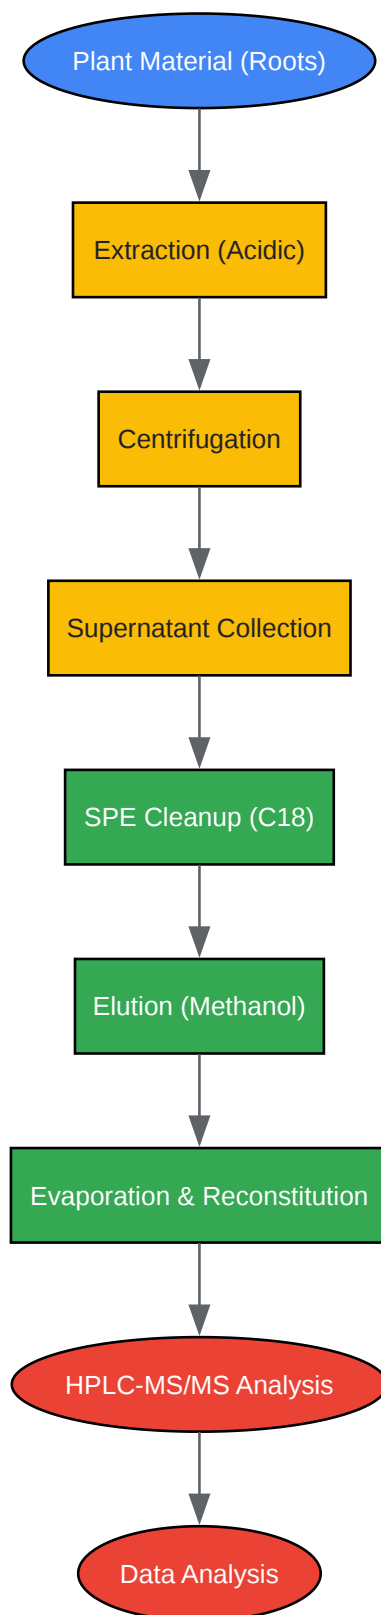 Plant Material (Roots)
Extraction (Acidic)
Centrifugation
Supernatant Collection
SPE Cleanup (C18)
Elution (Methanol)
Evaporation & Reconstitution
HPLC-MS/MS Analysis
Data Analysis